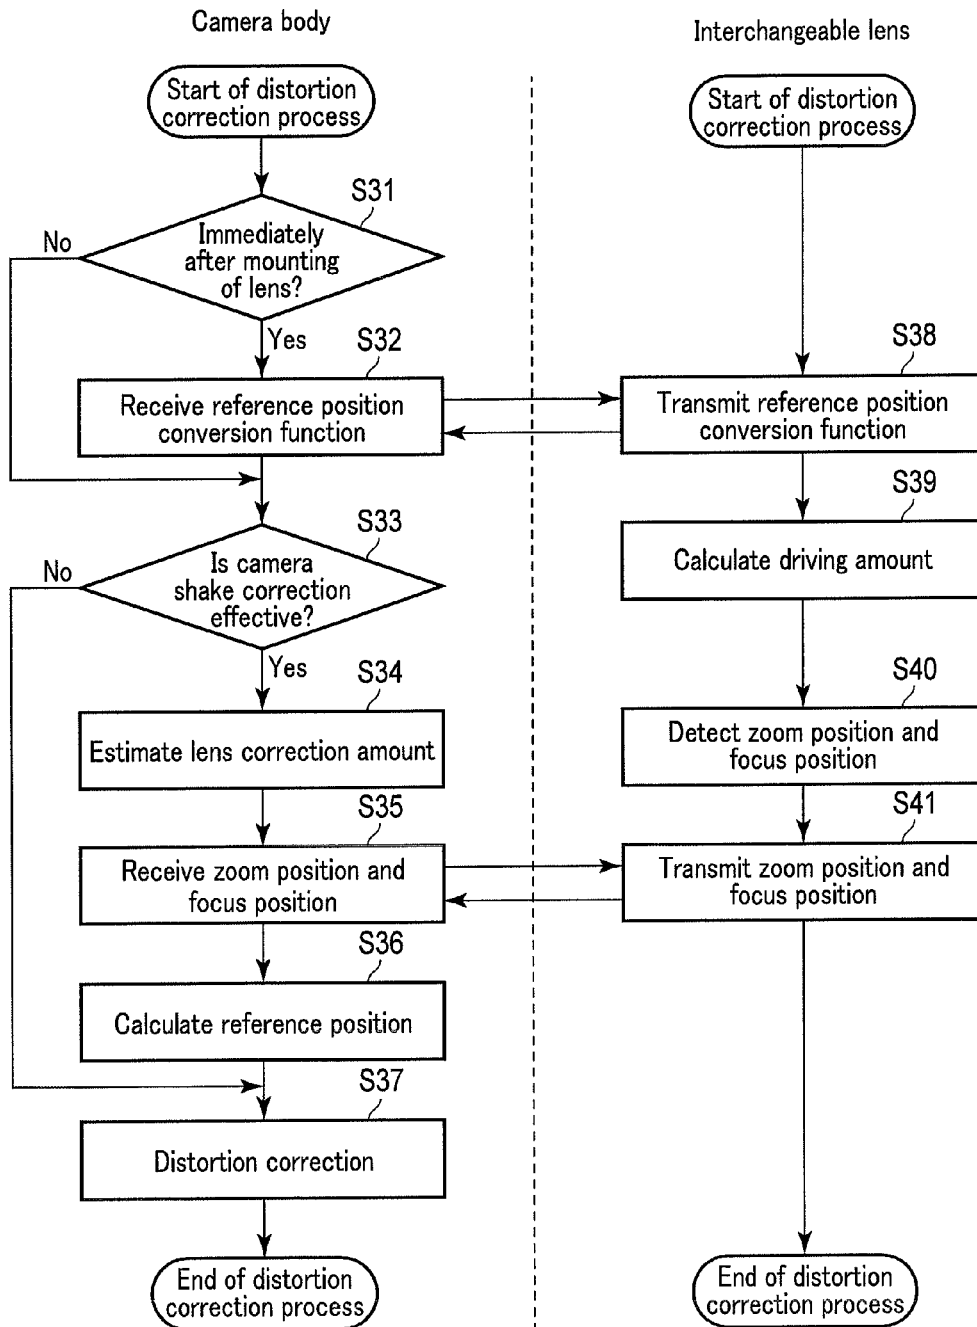 Camera body
Start of distortion
correction process
S31
Immediately
after mounting
of lens?
No
Yes
S32
Receive reference position
conversion function
S33
Is camera
shake correction
effective?
No
Yes
S34
Estimate lens correction amount
S35
Receive zoom position and
focus position
S36
Calculate reference position
S37
Distortion correction
End of distortion
correction process
Interchangeable lens
Start of distortion
correction process
S38
Transmit reference position
conversion function
S39
Calculate driving amount
S40
Detect zoom position and
focus position
S41
Transmit zoom position and
focus position
End of distortion
correction process